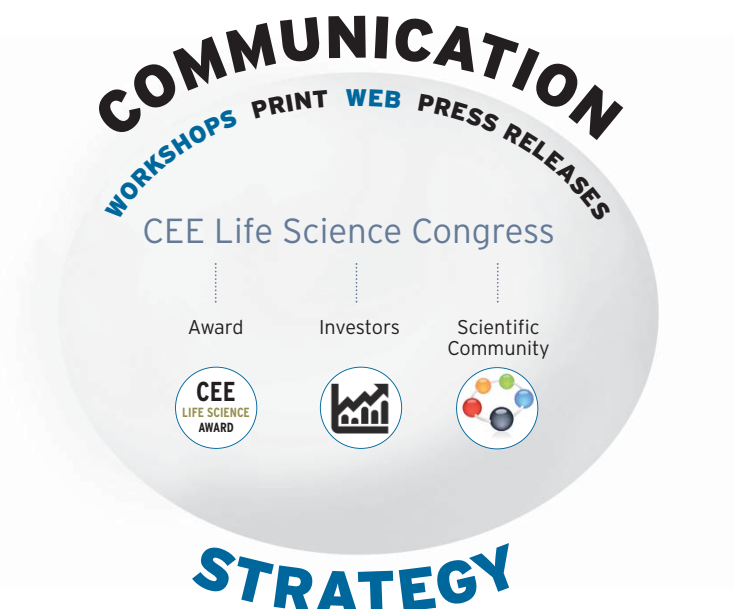 COMMUNICATION
WORKSHOPS PRINT WEB PRESS RELEASES
CEE Life Science Congress
Award
Investors
Scientific
Community
CEE
LIFE SCIENCE
AWARD
STRATEGY